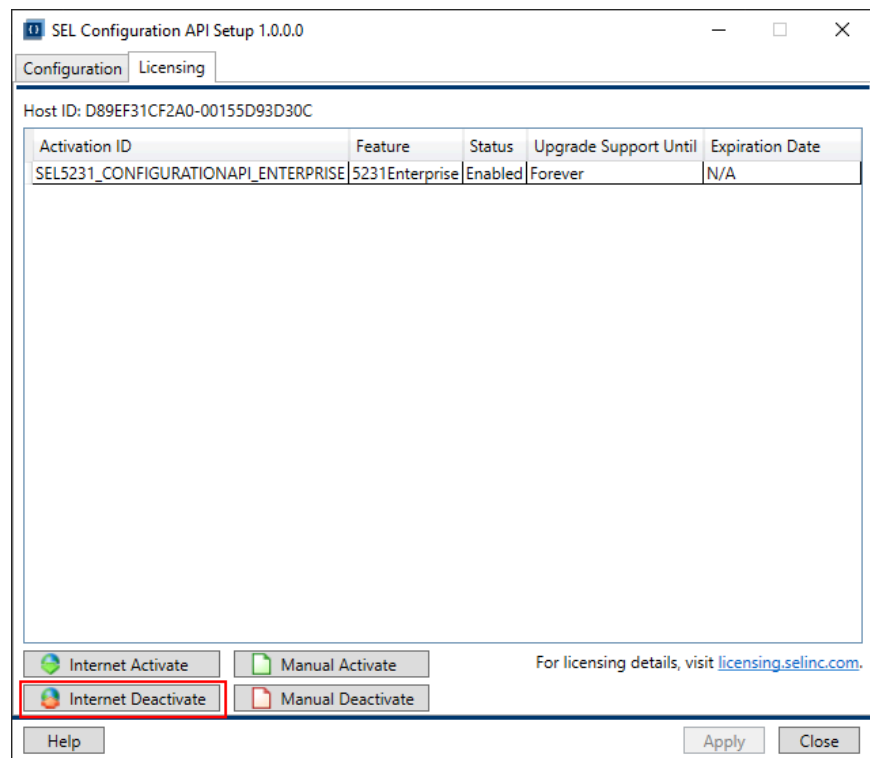 SEL Configuration API Setup 1.0.0.0
Configuration Licensing
Host ID: D89EF31CF2A0-00155D93D30C
Activation ID Feature Status Upgrade Support Until Expiration Date
SEL5231_CONFIGURATIONAPI_ENTERPRISE 5231Enterprise Enabled Forever N/A
Internet Activate Manual Activate For licensing details, visit licensing.selinc.com.
Internet Deactivate Manual Deactivate
Help Apply Close